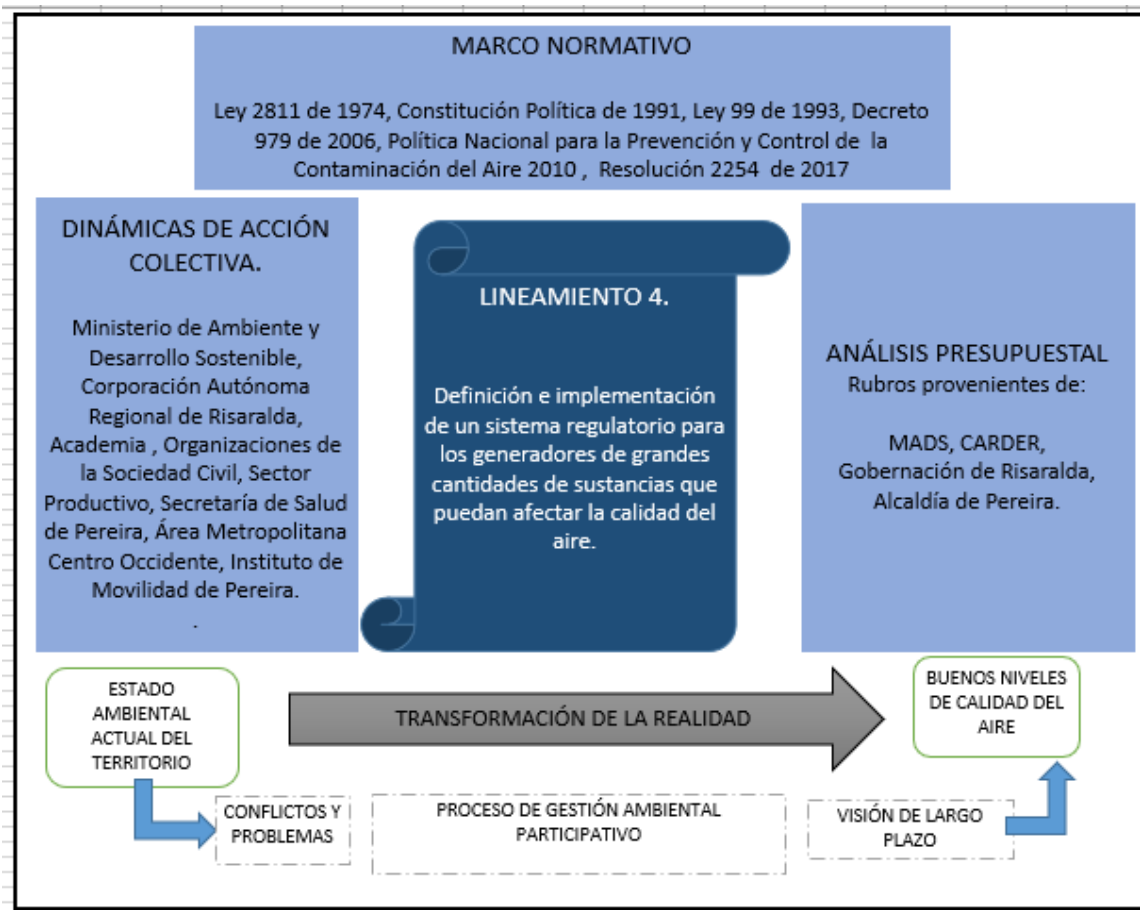 MARCO NORMATIVO
Ley 2811 de 1974, Constitución Política de 1991, Ley 99 de 1993, Decreto
979 de 2006, Política Nacional para la Prevención y Control de la
Contaminación del Aire 2010 , Resolución 2254 de 2017
DINÁMICAS DE ACCIÓN
COLECTIVA.
Ministerio de Ambiente y
Desarrollo Sostenible,
Corporación Autónoma
Regional de Risaralda,
Academia , Organizaciones de
la Sociedad Civil, Sector
Productivo, Secretaría de Salud
de Pereira, Área Metropolitana
Centro Occidente, Instituto de
Movilidad de Pereira.
.
LINEAMIENTO 4.
Definición e implementación
de un sistema regulatorio para
los generadores de grandes
cantidades de sustancias que
puedan afectar la calidad del
aire.
ANÁLISIS PRESUPUESTAL
Rubros provenientes de:
MADS, CARDER,
Gobernación de Risaralda,
Alcaldía de Pereira.
ESTADO
AMBIENTAL
ACTUAL DEL
TERRITORIO
TRANSFORMACIÓN DE LA REALIDAD
BUENOS NIVELES
DE CALIDAD DEL
AIRE
CONFLICTOS Y
PROBLEMAS
PROCESO DE GESTIÓN AMBIENTAL
PARTICIPATIVO
VISIÓN DE LARGO
PLAZO